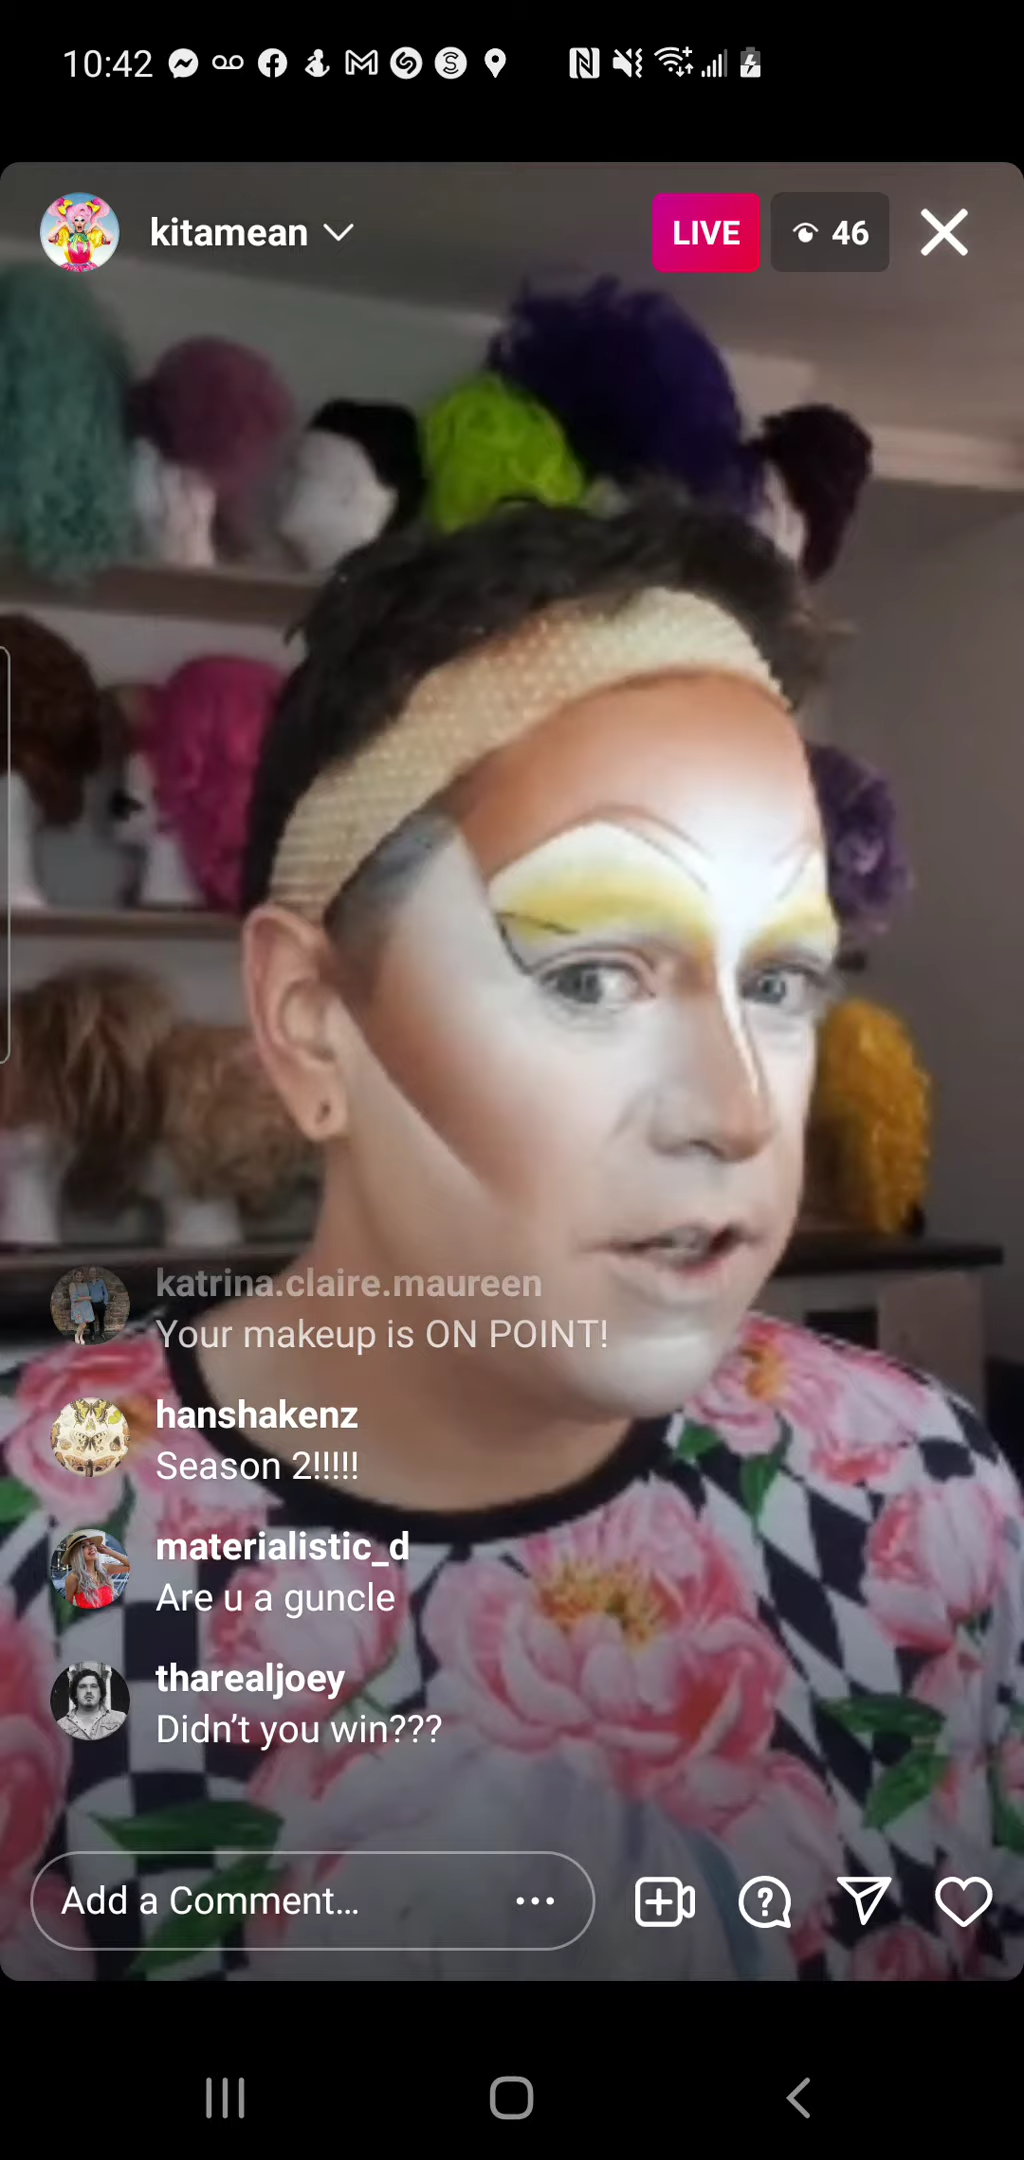 10:42
kitamean
LIVE
46
katrina.claire.maureen
Your makeup is ON POINT!
hanshakenz
Season 2!!!!!
materialistic_d
Are u a guncle
tharealjoey
Didn’t you win???
Add a Comment...